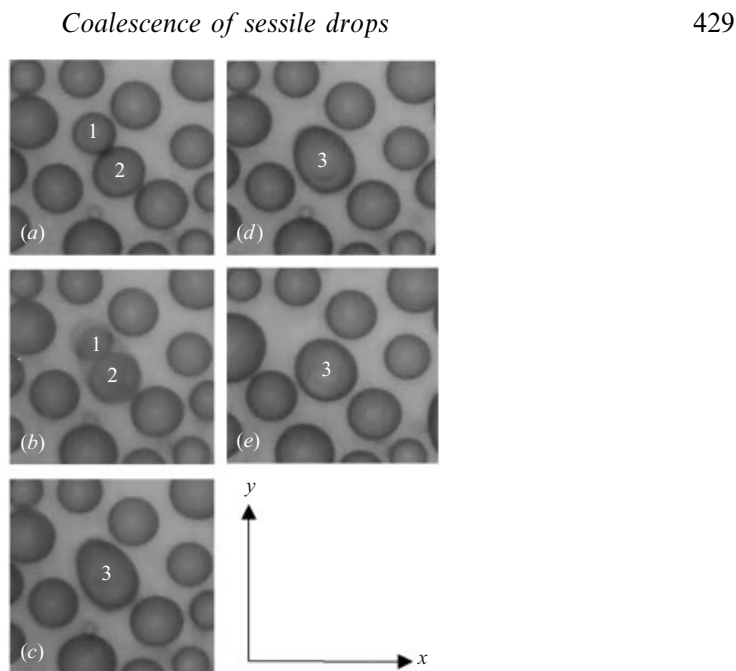 Coalescence of sessile drops 429
1
2
(a)
3
(d)
1
2
(b)
3
(e)
3
(c)
y
x